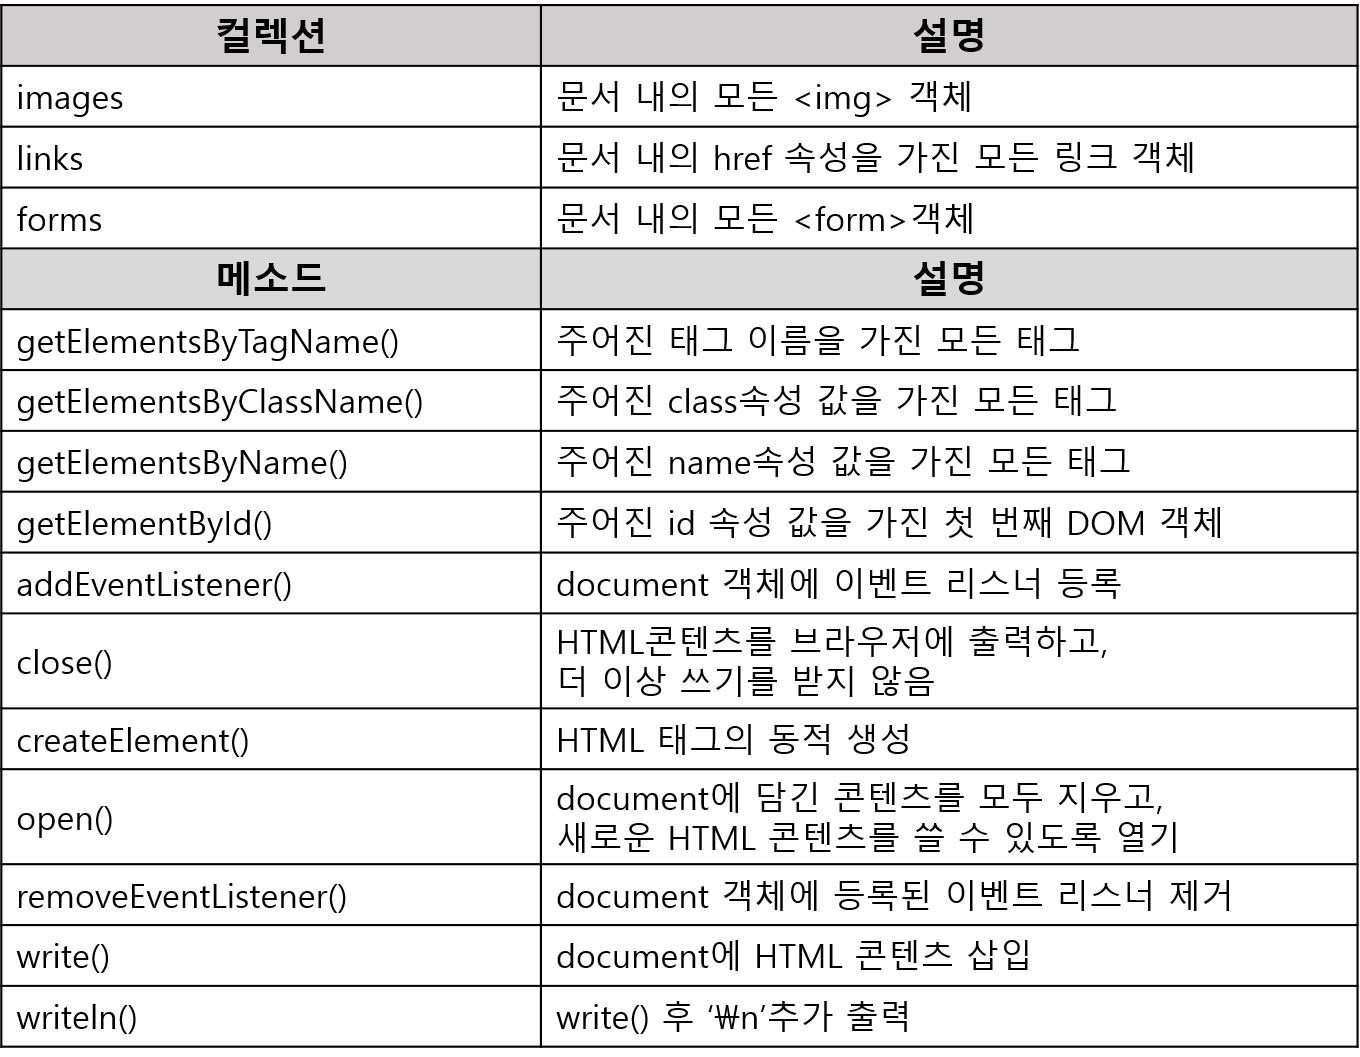 컬렉션 설명
images 문서 내의 모든 <img> 객체
links 문서 내의 href 속성을 가진 모든 링크 객체
forms 문서 내의 모든 <form>객체
메소드 설명
getElementsByTagName() 주어진 태그 이름을 가진 모든 태그
getElementsByClassName() 주어진 class속성 값을 가진 모든 태그
getElementsByName() 주어진 name속성 값을 가진 모든 태그
getElementById() 주어진 id 속성 값을 가진 첫 번째 DOM 객체
addEventListener() document 객체에 이벤트 리스너 등록
close() HTML콘텐츠를 브라우저에 출력하고,
더 이상 쓰기를 받지 않음
createElement() HTML 태그의 동적 생성
open() document에 담긴 콘텐츠를 모두 지우고,
새로운 HTML 콘텐츠를 쓸 수 있도록 열기
removeEventListener() document 객체에 등록된 이벤트 리스너 제거
write() document에 HTML 콘텐츠 삽입
writeln() write() 후 ‘₩n’추가 출력